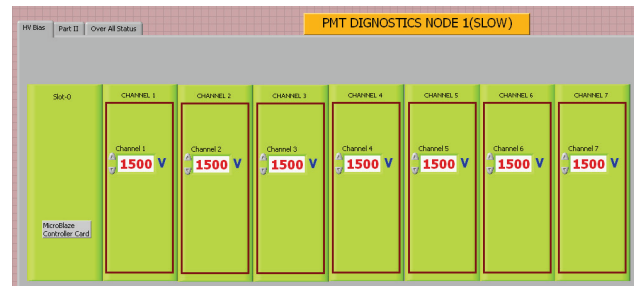 PMT DIGNOSTICS NODE 1(SLOW)
HV Bias Part II Over All Status
Slot-0 CHANNEL 1 CHANNEL 2 CHANNEL 3 CHANNEL 4 CHANNEL 5 CHANNEL 6 CHANNEL 7
Channel 1 Channel 2 Channel 3 Channel 4 Channel 5 Channel 6 Channel 7
1500 V 1500 V 1500 V 1500 V 1500 V 1500 V 1500 V
MicroBlaze
Controller Card